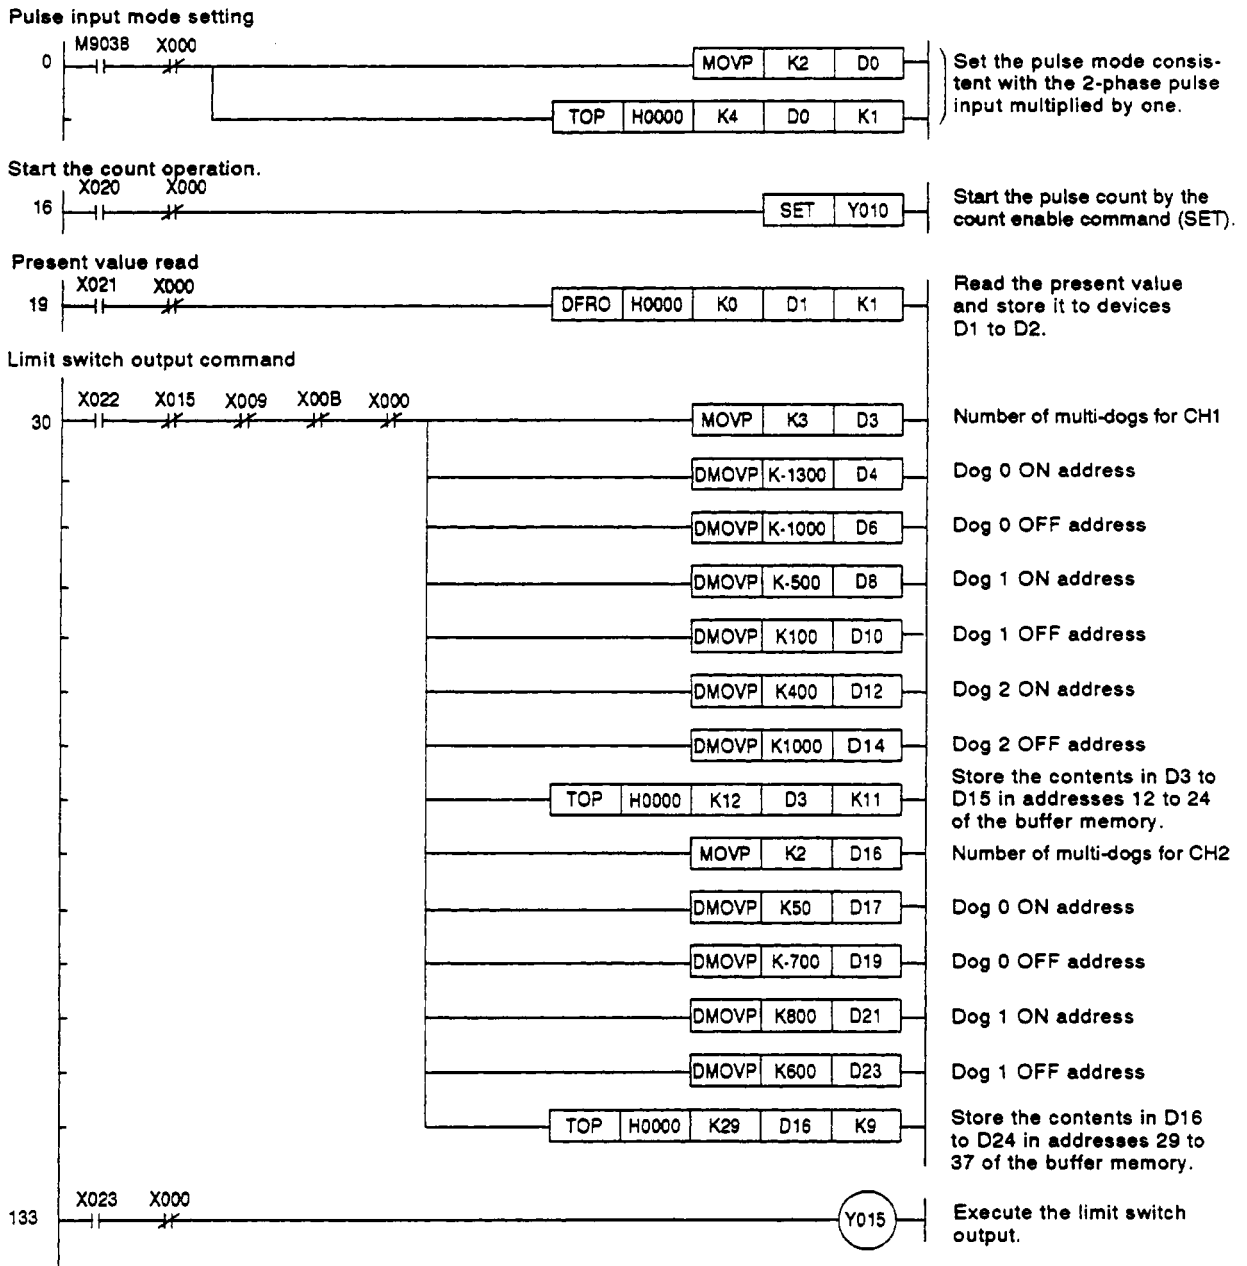 Pulse input mode setting
M9038 X000
0 MOVP K2 D0
Set the pulse mode consis-
tent with the 2-phase pulse
input multiplied by one.
TOP H0000 K4 D0 K1
Start the count operation.
X020 X000
16 SET Y010
Start the pulse count by the
count enable command (SET).
Present value read
X021 X000
19 DFRO H0000 K0 D1 K1
Read the present value
and store it to devices
D1 to D2.
Limit switch output command
X022 X015 X009 X00B X000
30 MOVP K3 D3 Number of multi-dogs for CH1
DMOVP K-1300 D4 Dog 0 ON address
DMOVP K-1000 D6 Dog 0 OFF address
DMOVP K-500 D8 Dog 1 ON address
DMOVP K100 D10 Dog 1 OFF address
DMOVP K400 D12 Dog 2 ON address
DMOVP K1000 D14 Dog 2 OFF address
TOP H0000 K12 D3 K11
Store the contents in D3 to
D15 in addresses 12 to 24
of the buffer memory.
MOVP K2 D16 Number of multi-dogs for CH2
DMOVP K50 D17 Dog 0 ON address
DMOVP K-700 D19 Dog 0 OFF address
DMOVP K800 D21 Dog 1 ON address
DMOVP K600 D23 Dog 1 OFF address
TOP H0000 K29 D16 K9
Store the contents in D16
to D24 in addresses 29 to
37 of the buffer memory.
X023 X000
133 Y015
Execute the limit switch
output.